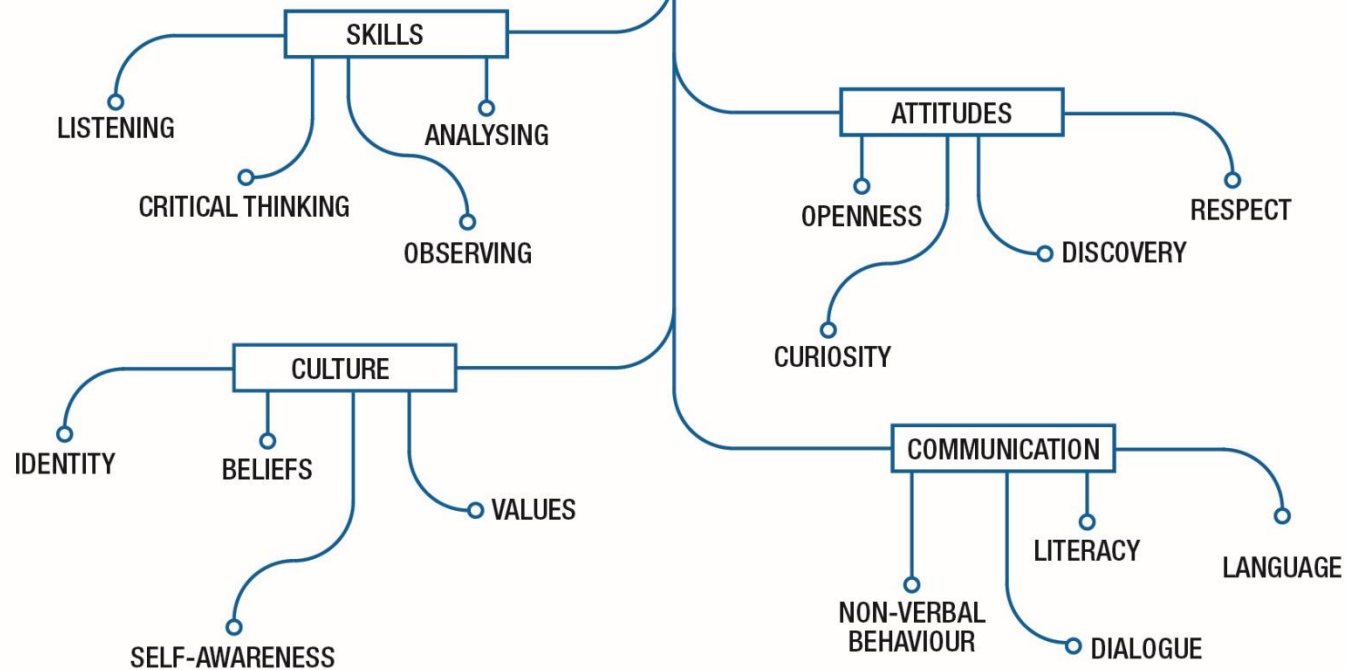 SKILLS
LISTENING
CRITICAL THINKING
OBSERVING
ANALYSING
ATTITUDES
OPENNESS
CURIOSITY
DISCOVERY
RESPECT
CULTURE
IDENTITY
BELIEFS
SELF-AWARENESS
VALUES
COMMUNICATION
NON-VERBAL
BEHAVIOUR
DIALOGUE
LITERACY
LANGUAGE